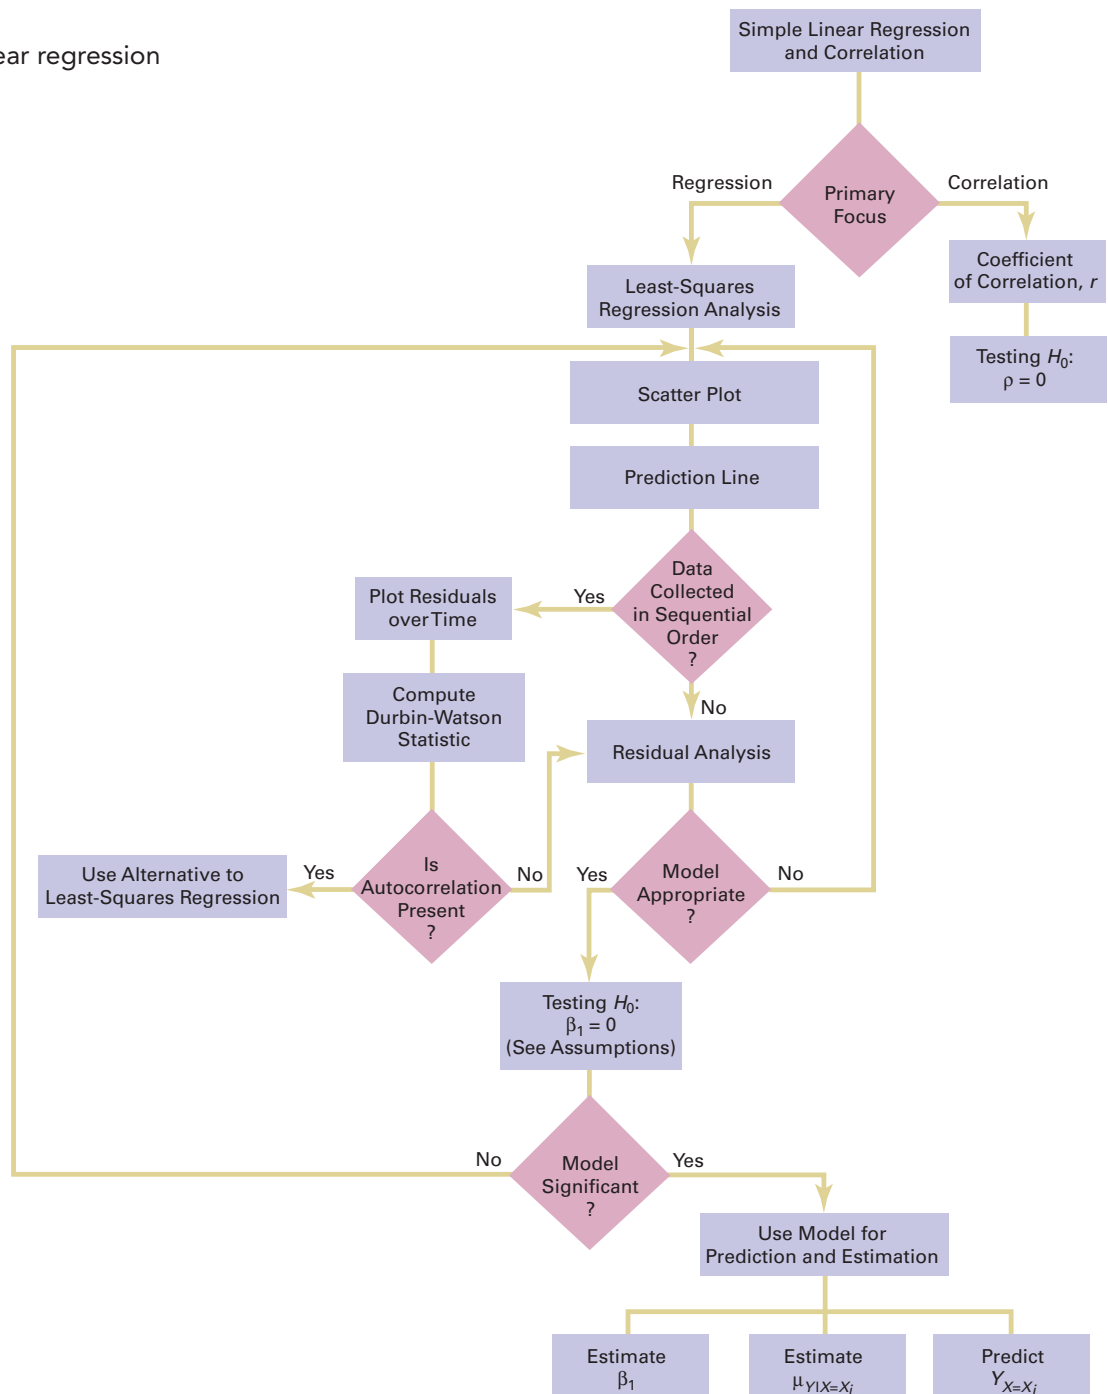 Simple Linear Regression
and Correlation
ear regression
Regression
Primary
Focus
Correlation
Coefficient
of Correlation, r
Testing H₀:
ρ = 0
Least-Squares
Regression Analysis
Scatter Plot
Prediction Line
Data
Collected
in Sequential
Order
?
Yes
No
Plot Residuals
over Time
Compute
Durbin-Watson
Statistic
Residual Analysis
Is
Autocorrelation
Present
?
Yes
No
Use Alternative to
Least-Squares Regression
Model
Appropriate
?
Yes
No
Testing H₀:
β₁ = 0
(See Assumptions)
Model
Significant
?
No
Yes
Use Model for
Prediction and Estimation
Estimate
β₁
Estimate
μY|X=Xᵢ
Predict
YX=Xᵢ